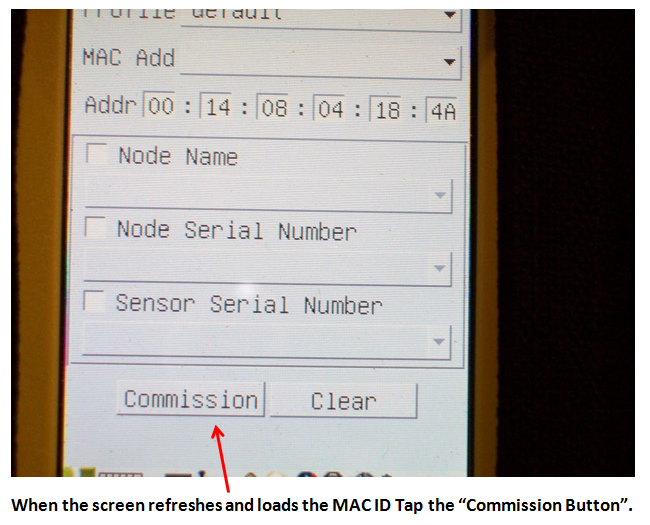 Profile default
MAC Add
Addr 00 : 14 : 08 : 04 : 18 : 4A
Node Name
Node Serial Number
Sensor Serial Number
Commission Clear
When the screen refreshes and loads the MAC ID Tap the “Commission Button”.